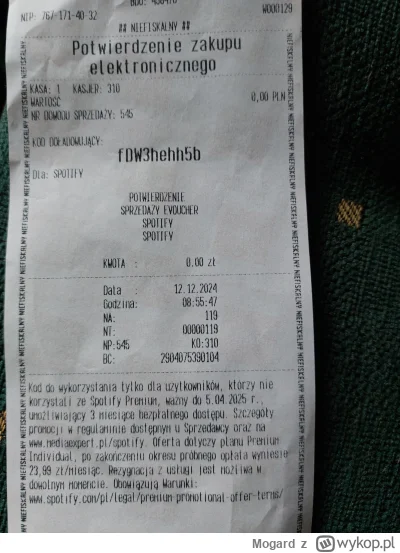 NIP: 767-171-40-32
W000129
## NIEFISKALNY ##
Potwierdzenie zakupu
elektronicznego
KASA: 1 KASJER: 310
WARTOŚĆ 0,00 PLN
NR DOWODU SPRZEDAŻY: 545
KOD DOŁADOWUJĄCY:
fDW3hehh5b
Dla: SPOTIFY
POTWIERDZENIE
SPRZEDAŻY EVOUCHER
SPOTIFY
SPOTIFY
KWOTA : 0.00 zł
Data : 12.12.2024
Godzina: 08:55:47
NA: 119
NT: 00000119
NP:545 KO:310
BC: 2904075390104
Kod do wykorzystania tylko dla użytkowników, którzy nie
korzystali ze Spotify Premium, ważny do 5.04 2025 r.,
umożliwiający 3 miesiące bezpłatnego dostępu. Szczegóły
promocji w regulaminie dostępnym u Sprzedawcy oraz na
www.mediaexpert.pl/spotify. Oferta dotyczy planu Premium
Individual, po zakończeniu okresu próbnego opłata wyniesie
23,99 zł/miesiąc. Rezygnacja z usługi jest możliwa w
dowolnym momencie. Obowiązują Warunki:
www.spotify.com/pl/legal/premium-promotional-offer-terms/
Mogard z wykop.pl